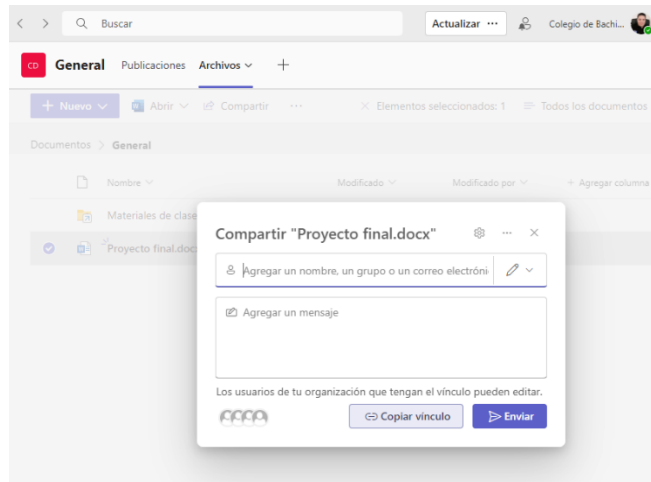 Buscar
Actualizar ···
Colegio de Bachi...
CD
General Publicaciones Archivos
+ Nuevo Abrir Compartir ··· Elementos seleccionados: 1 Todos los documentos
Documentos > General
Nombre Modificado Modificado por + Agregar columna
Materiales de clase
Proyecto final.doc
Compartir "Proyecto final.docx"
Agregar un nombre, un grupo o un correo electróni
Agregar un mensaje
Los usuarios de tu organización que tengan el vínculo pueden editar.
Copiar vínculo Enviar